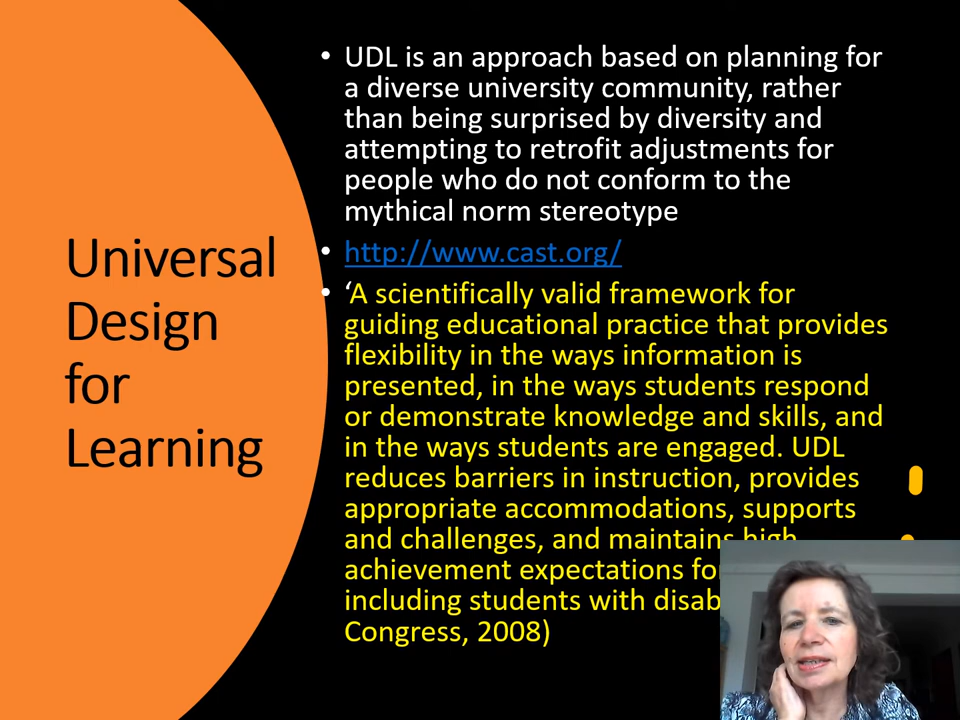 Universal
Design
for
Learning
• UDL is an approach based on planning for
a diverse university community, rather
than being surprised by diversity and
attempting to retrofit adjustments for
people who do not conform to the
mythical norm stereotype
• http://www.cast.org/
• ‘A scientifically valid framework for
guiding educational practice that provides
flexibility in the ways information is
presented, in the ways students respond
or demonstrate knowledge and skills, and
in the ways students are engaged. UDL
reduces barriers in instruction, provides
appropriate accommodations, supports
and challenges, and maintains high
achievement expectations
including students with
Congress, 2008)